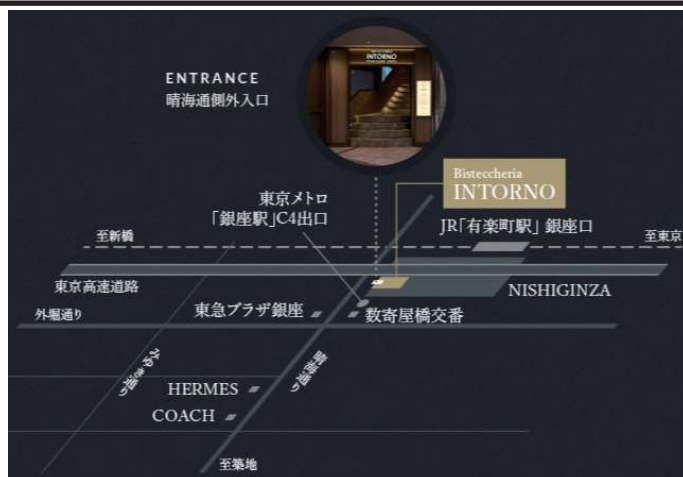 INTORNO
ENTRANCE
晴海通側外入口
Bisteccheria
INTORNO
東京メトロ
「銀座駅」C4出口
JR「有楽町駅」銀座口
至新橋
至東京
東京高速道路
NISHIGINZA
外堀通り
東急プラザ銀座
数寄屋橋交番
みゆき通り
晴海通り
HERMES
COACH
至築地